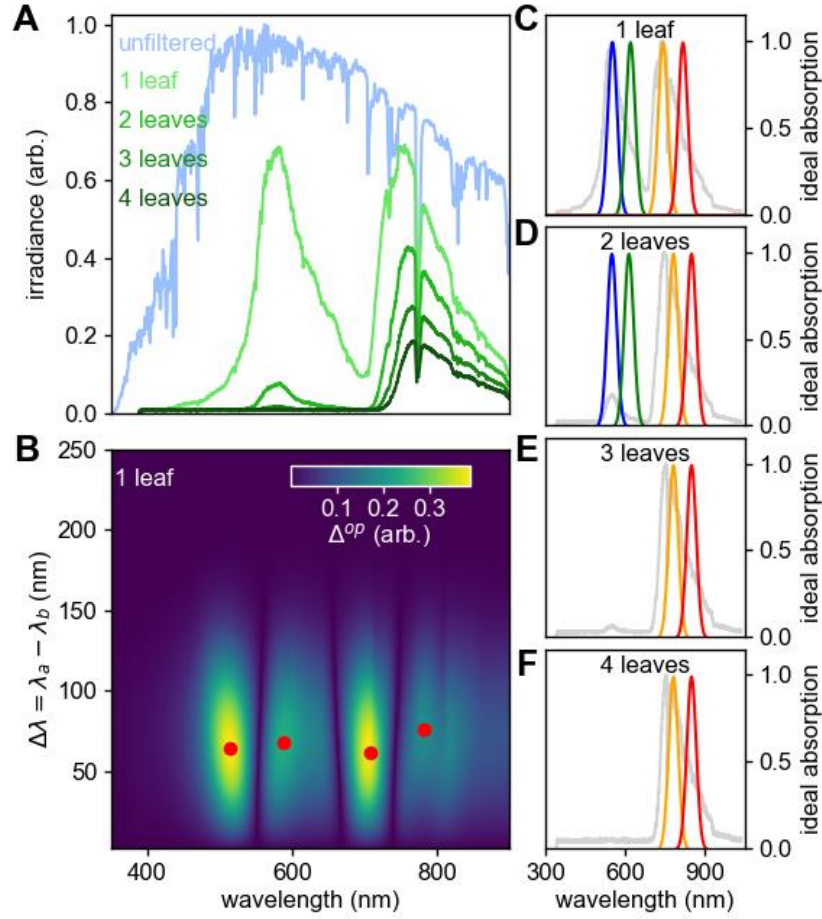 A
1.0
0.8
0.6
0.4
0.2
0.0
irradiance (arb.)
unfiltered
1 leaf
2 leaves
3 leaves
4 leaves
B
250
200
150
100
50
Δλ = λa − λb (nm)
1 leaf
0.1 0.2 0.3
Δop (arb.)
400 600 800
wavelength (nm)
C
1 leaf
1.0
0.5
0.0
ideal absorption
D
2 leaves
1.0
0.5
0.0
ideal absorption
E
3 leaves
1.0
0.5
0.0
ideal absorption
F
4 leaves
1.0
0.5
0.0
ideal absorption
300 600 900
wavelength (nm)